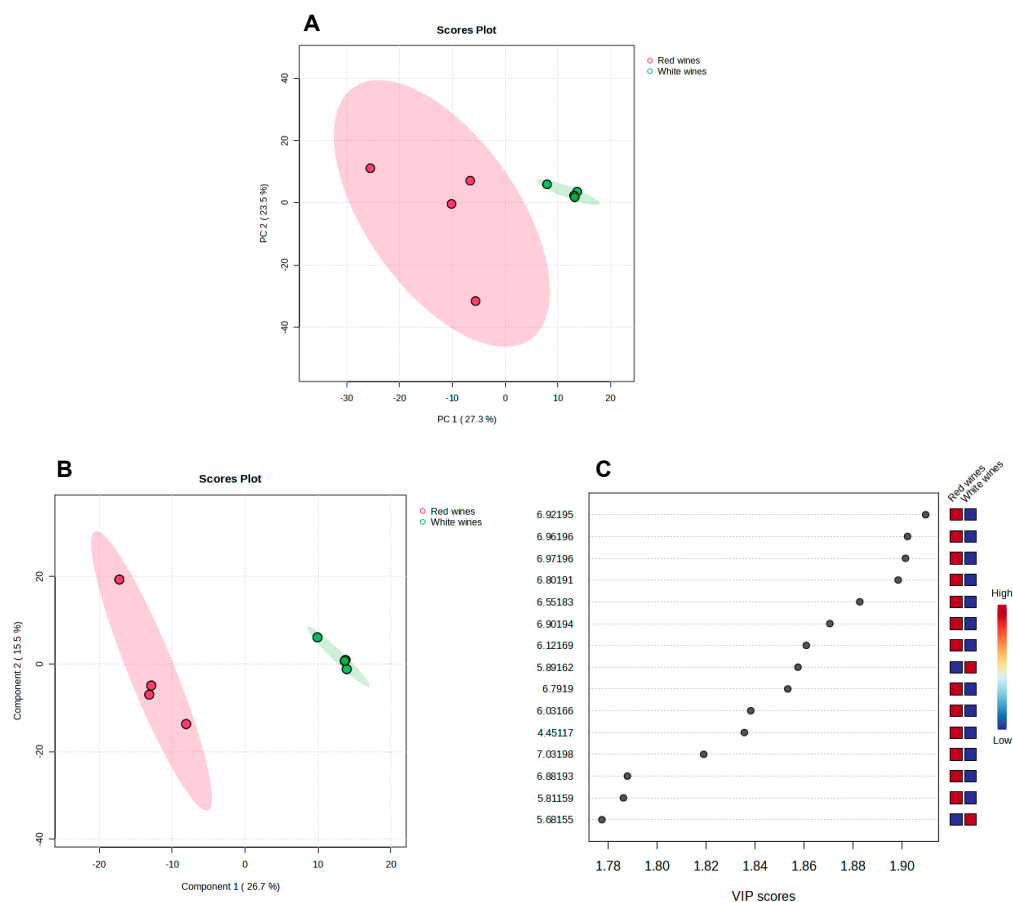 A
Scores Plot
Red wines
White wines
PC 2 ( 23.5 %)
40
20
0
-20
-40
-30
-20
-10
0
10
20
PC 1 ( 27.3 %)
B
Scores Plot
Red wines
White wines
Component 2 ( 15.5 %)
20
0
-20
-40
-20
-10
0
10
20
Component 1 ( 26.7 %)
C
Red wines
White wines
6.92195
6.96196
6.97196
6.80191
6.55183
6.90194
6.12169
5.89162
6.7919
6.03166
4.45117
7.03198
6.88193
5.81159
5.68155
High
Low
1.78
1.80
1.82
1.84
1.86
1.88
1.90
VIP scores